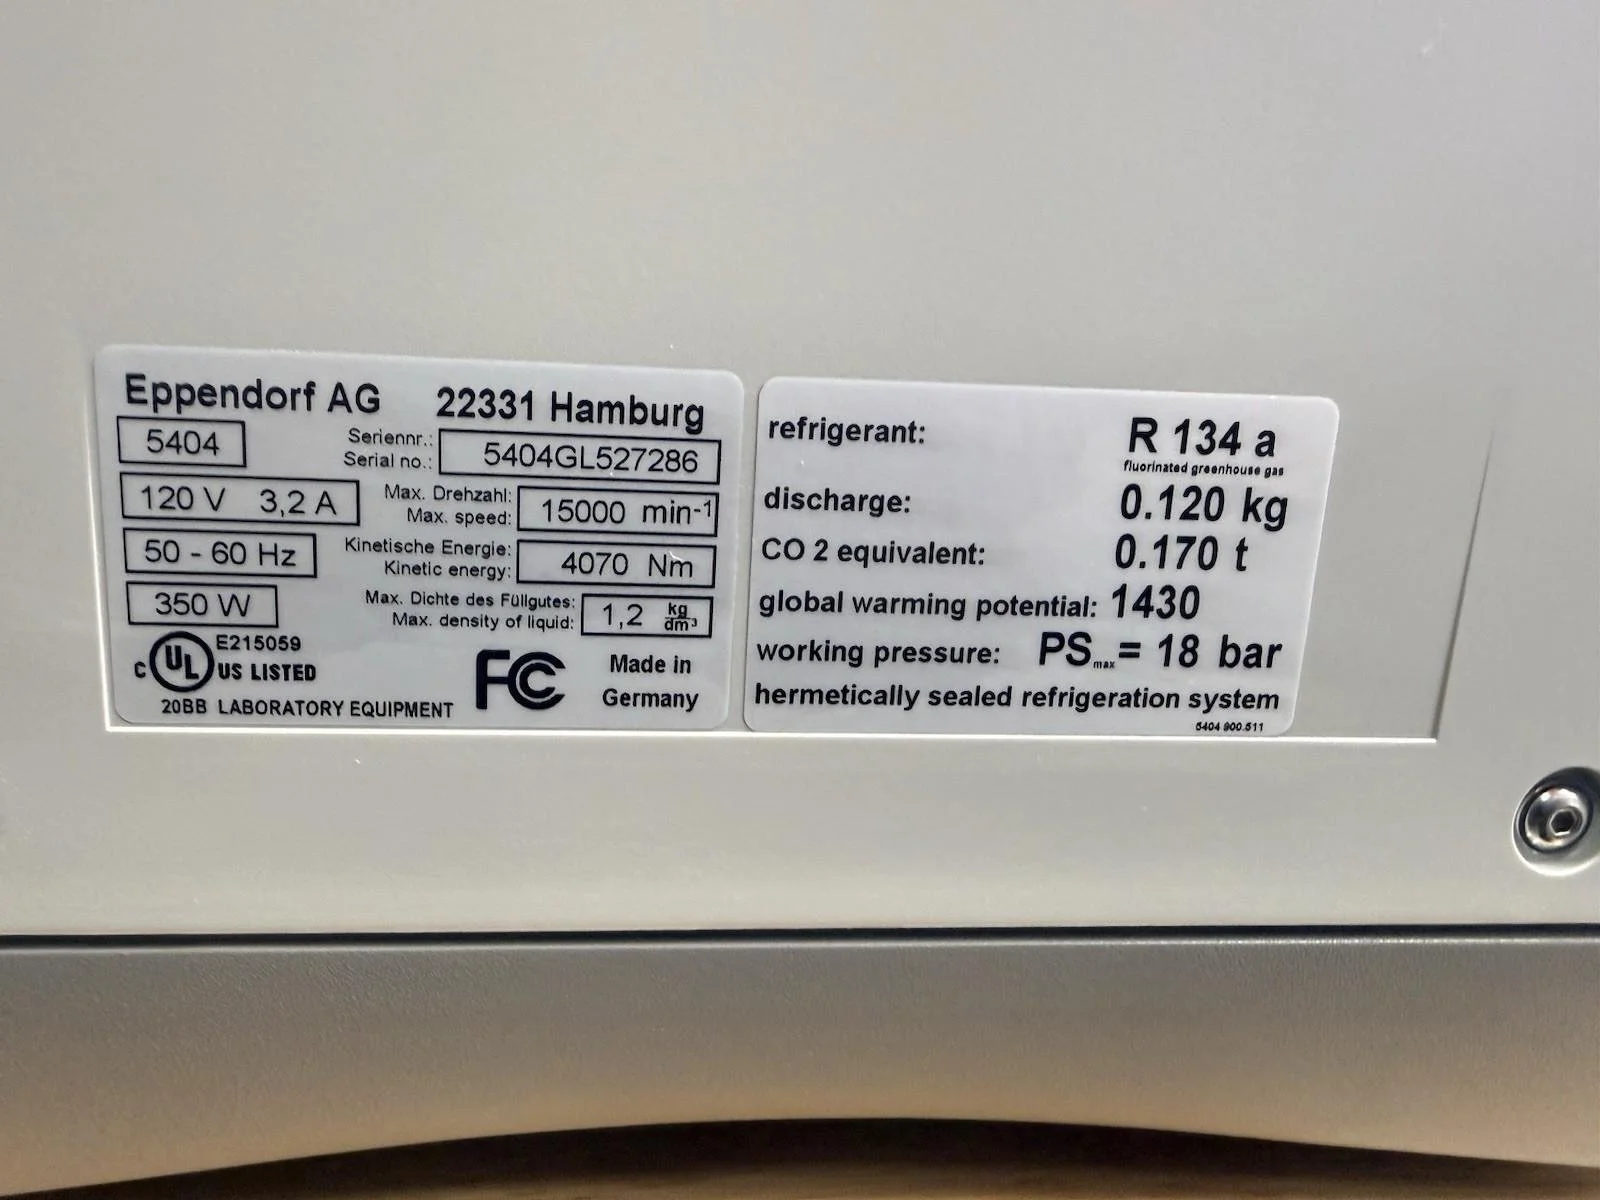 Eppendorf AG 22331 Hamburg
5404 Seriennr.: Serial no.: 5404GL527286
120 V 3,2 A Max. Drehzahl: Max. speed: 15000 min-1
50 - 60 Hz Kinetische Energie: Kinetic energy: 4070 Nm
350 W Max. Dichte des Füllgutes: Max. density of liquid: 1,2 kg/dm³
E215059
C UL US LISTED
20BB LABORATORY EQUIPMENT
FC
Made in
Germany
refrigerant: R 134 a
fluorinated greenhouse gas
discharge: 0.120 kg
CO 2 equivalent: 0.170 t
global warming potential: 1430
working pressure: PSmax= 18 bar
hermetically sealed refrigeration system
5404 900.511